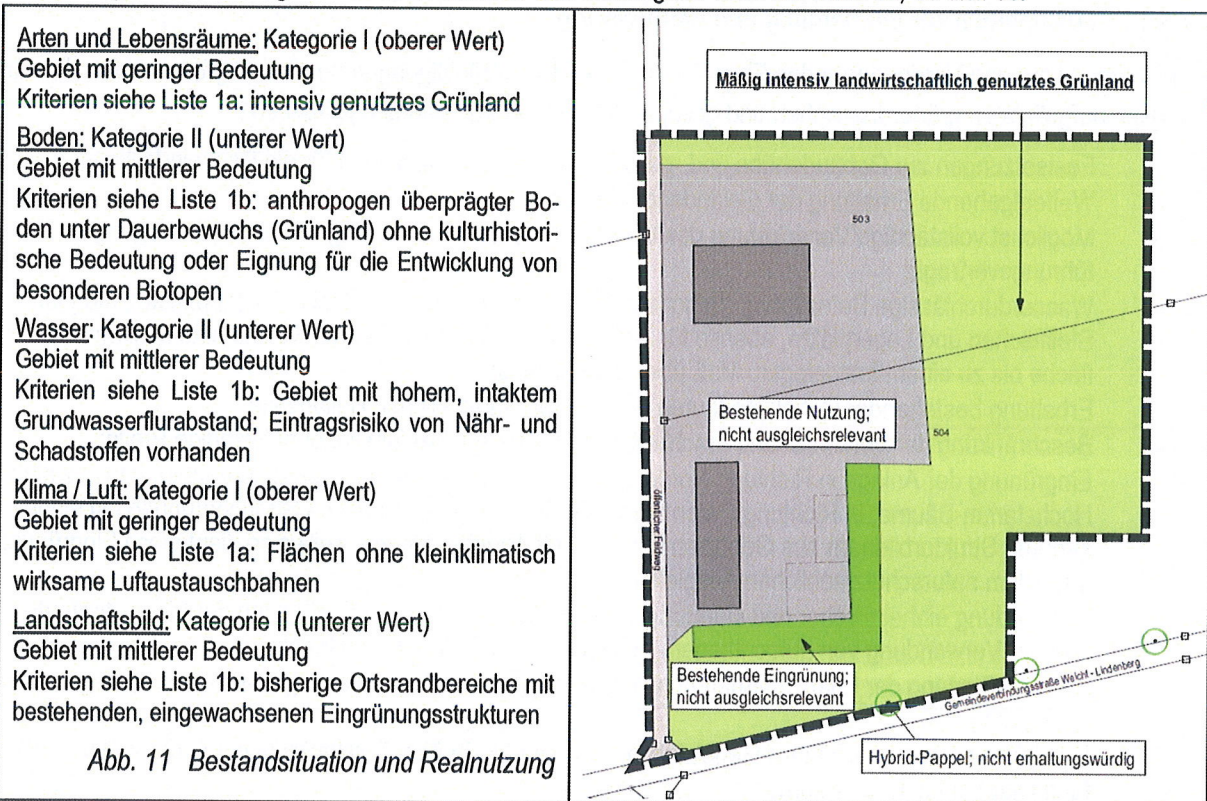 Arten und Lebensräume: Kategorie I (oberer Wert)
Gebiet mit geringer Bedeutung
Kriterien siehe Liste 1a: intensiv genutztes Grünland
Boden: Kategorie II (unterer Wert)
Gebiet mit mittlerer Bedeutung
Kriterien siehe Liste 1b: anthropogen überprägter Bo-
den unter Dauerbewuchs (Grünland) ohne kulturhistori-
sche Bedeutung oder Eignung für die Entwicklung von
besonderen Biotopen
Wasser: Kategorie II (unterer Wert)
Gebiet mit mittlerer Bedeutung
Kriterien siehe Liste 1b: Gebiet mit hohem, intaktem
Grundwasserflurabstand; Eintragsrisiko von Nähr- und
Schadstoffen vorhanden
Klima / Luft: Kategorie I (oberer Wert)
Gebiet mit geringer Bedeutung
Kriterien siehe Liste 1a: Flächen ohne kleinklimatisch
wirksame Luftaustauschbahnen
Landschaftsbild: Kategorie II (unterer Wert)
Gebiet mit mittlerer Bedeutung
Kriterien siehe Liste 1b: bisherige Ortsrandbereiche mit
bestehenden, eingewachsenen Eingrünungsstrukturen
Abb. 11 Bestandsituation und Realnutzung
Mäßig intensiv landwirtschaftlich genutztes Grünland
503
Bestehende Nutzung;
nicht ausgleichsrelevant
504
öffentlicher Feldweg
Bestehende Eingrünung;
nicht ausgleichsrelevant
Gemeindeverbindungsstraße Weicht - Lindenberg
Hybrid-Pappel; nicht erhaltungswürdig